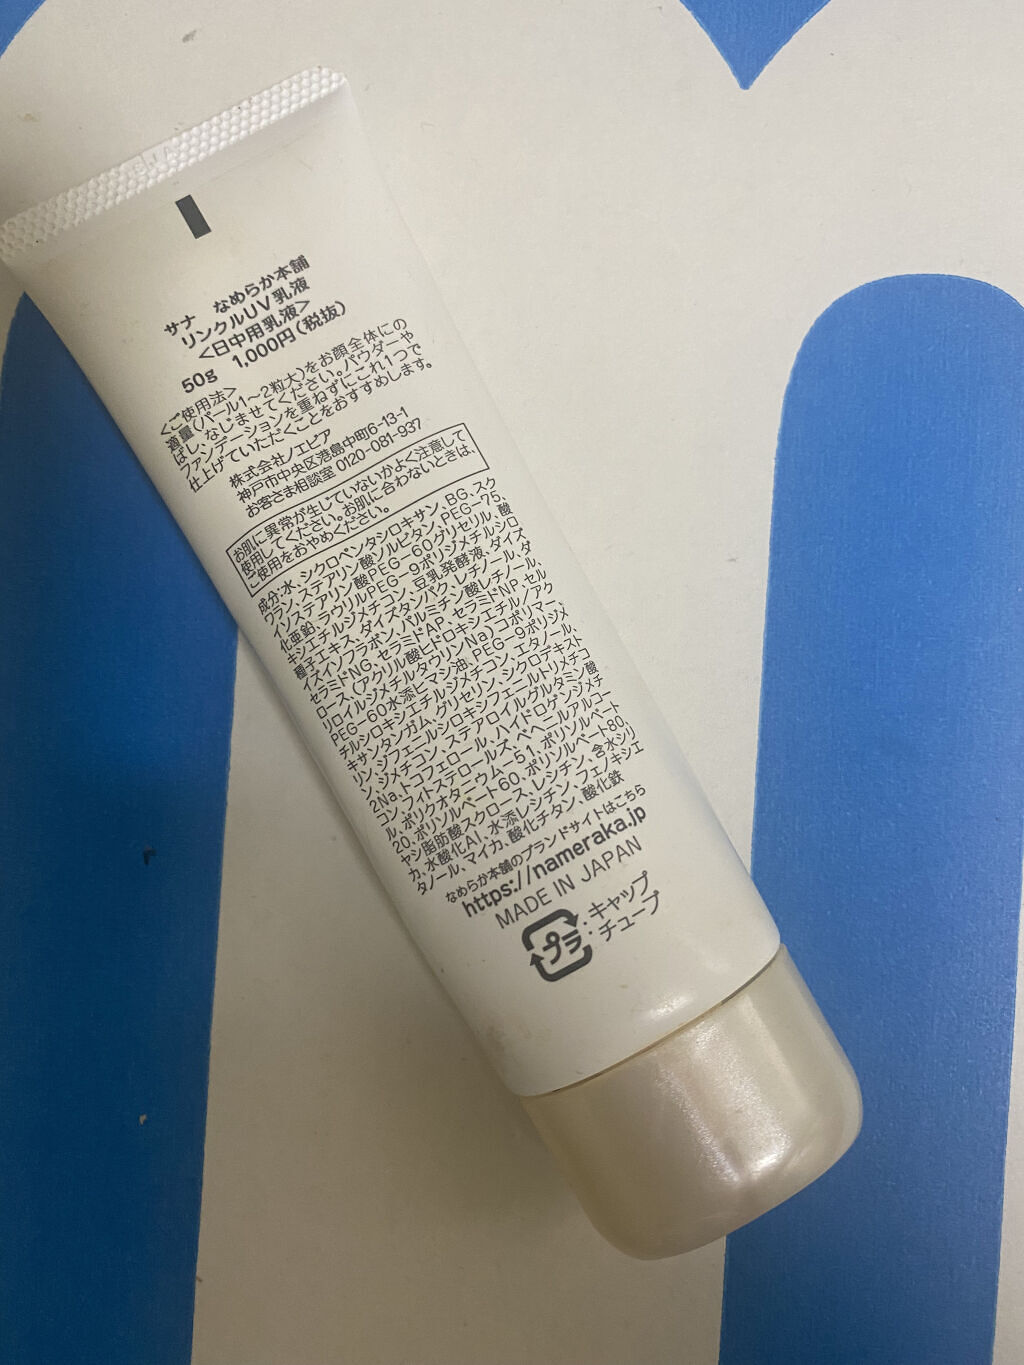 サナ なめらか本舗
リンクルUV乳液
<日中用乳液>
50g 1,000円(税抜)
<ご使用法>
適量(パール1〜2粒大)をお顔全体にの
ばし、なじませてください。パウダーや
ファンデーションを重ねずにこれ1つで
仕上げていただくことをおすすめします。
株式会社ノエビア
神戸市中央区港島中町6-13-1
お客さま相談室 0120-081-937
お肌に異常が生じていないかよく注意して
使用してください。お肌に合わないときは、
ご使用をおやめください。
成分:水、シクロペンタシロキサン、BG、スク
ワラン、ステアリン酸ソルビタン、PEG-75、
イソステアリン酸PEG-60グリセリル、酸
化亜鉛、ラウリルPEG-9ポリジメチルシロ
キシエチルジメチコン、豆乳発酵液、ダイズ
種子エキス、ダイズタンパク、レチノール、ダ
イズイソフラボン、パルミチン酸レチノール、
セラミドNG、セラミドAP、セラミドNP、セル
ロース、(アクリル酸ヒドロキシエチル/アク
リロイルジメチルタウリンNa)コポリマー、
PEG-60水添ヒマシ油、PEG-9ポリジメ
チルシロキシエチルジメチコン、エタノール、
キサンタンガム、グリセリン、シクロデキスト
リン、ジフェニルシロキシフェニルトリメチコ
ン、ジメチコン、ステアロイルグルタミン酸
2Na、トコフェロール、ハイドロゲンジメチ
コン、フィトステロールズ、ベヘニルアルコー
ル、ポリクオタニウム-51、ポリソルベート
20、ポリソルベート60、ポリソルベート80、
ヤシ脂肪酸スクロース、レシチン、含水シリ
カ、水酸化Al、水添レシチン、フェノキシエ
タノール、マイカ、酸化チタン、酸化鉄
なめらか本舗のブランドサイトはこちら
https://nameraka.jp
MADE IN JAPAN
プラ :キャップ
チューブ